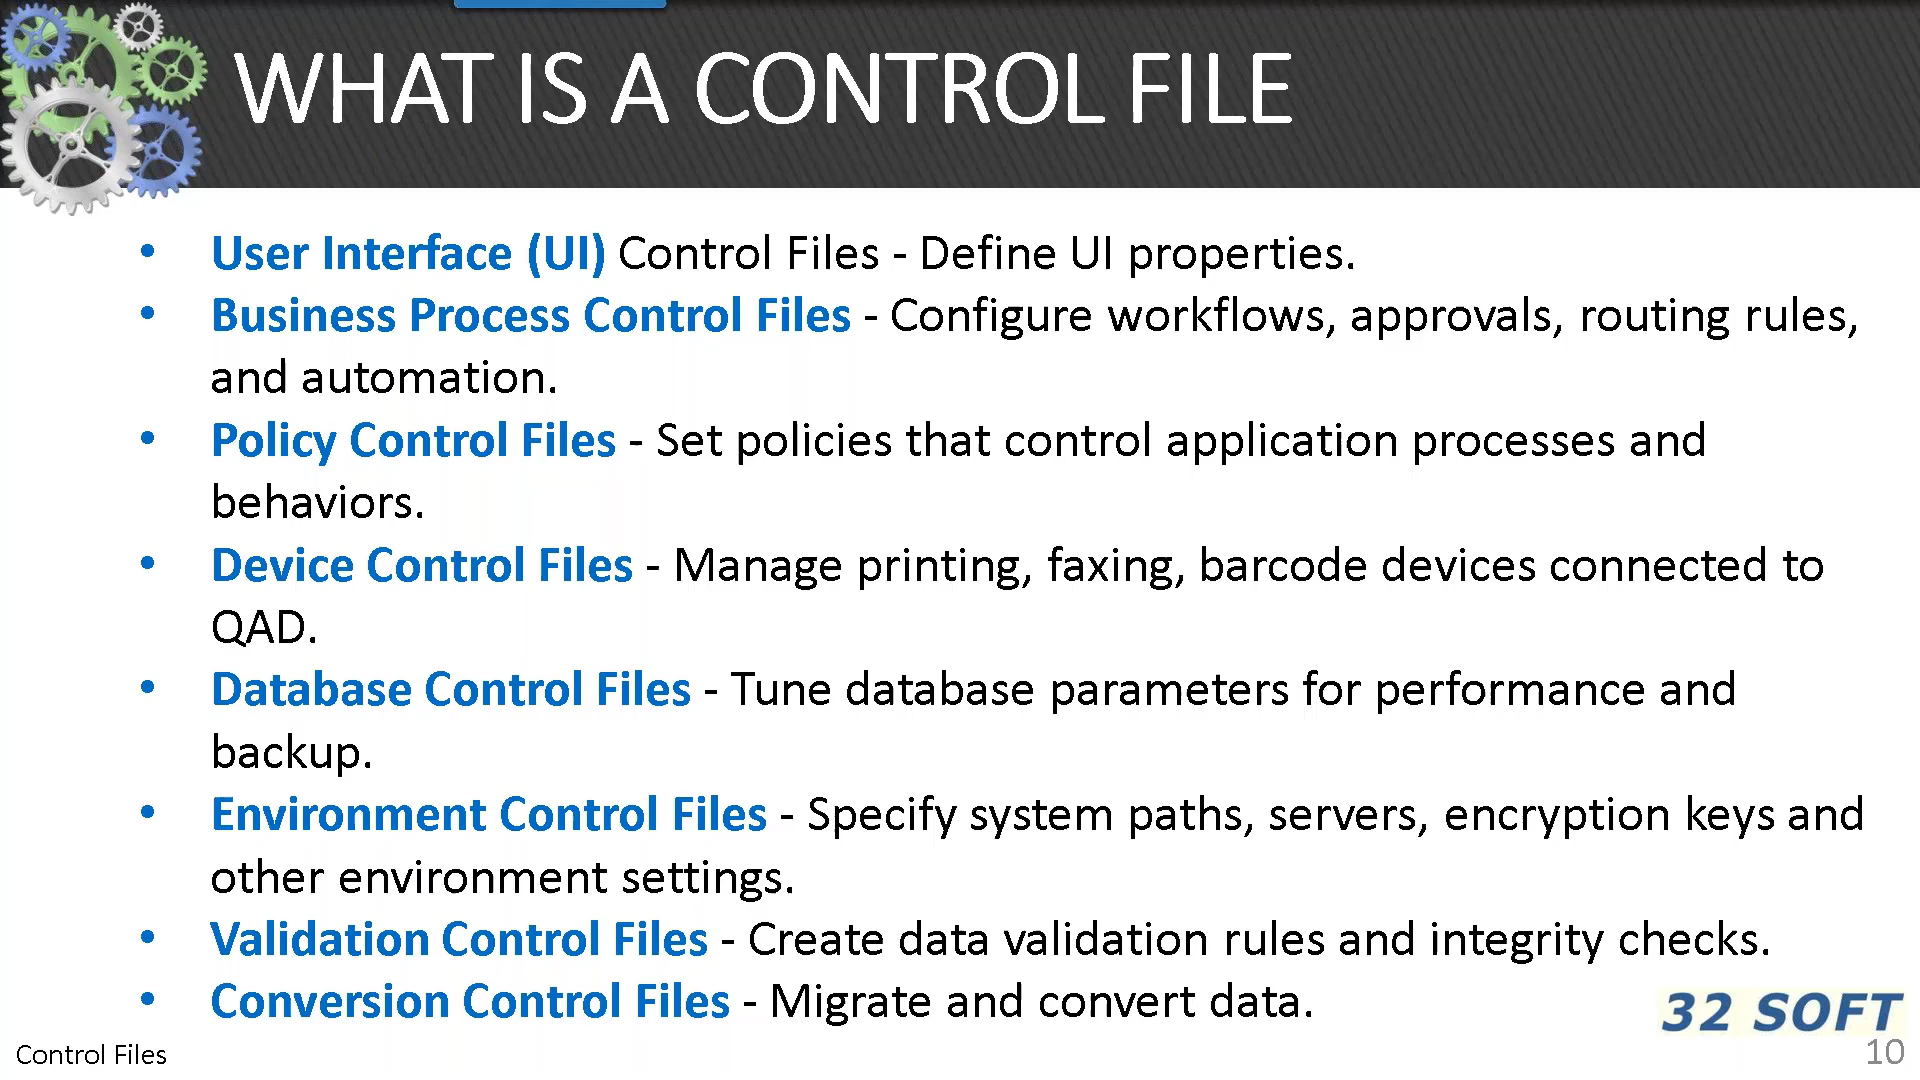 WHAT IS A CONTROL FILE
• User Interface (UI) Control Files - Define UI properties.
• Business Process Control Files - Configure workflows, approvals, routing rules,
and automation.
• Policy Control Files - Set policies that control application processes and
behaviors.
• Device Control Files - Manage printing, faxing, barcode devices connected to
QAD.
• Database Control Files - Tune database parameters for performance and
backup.
• Environment Control Files - Specify system paths, servers, encryption keys and
other environment settings.
• Validation Control Files - Create data validation rules and integrity checks.
• Conversion Control Files - Migrate and convert data.
32 SOFT
Control Files
10